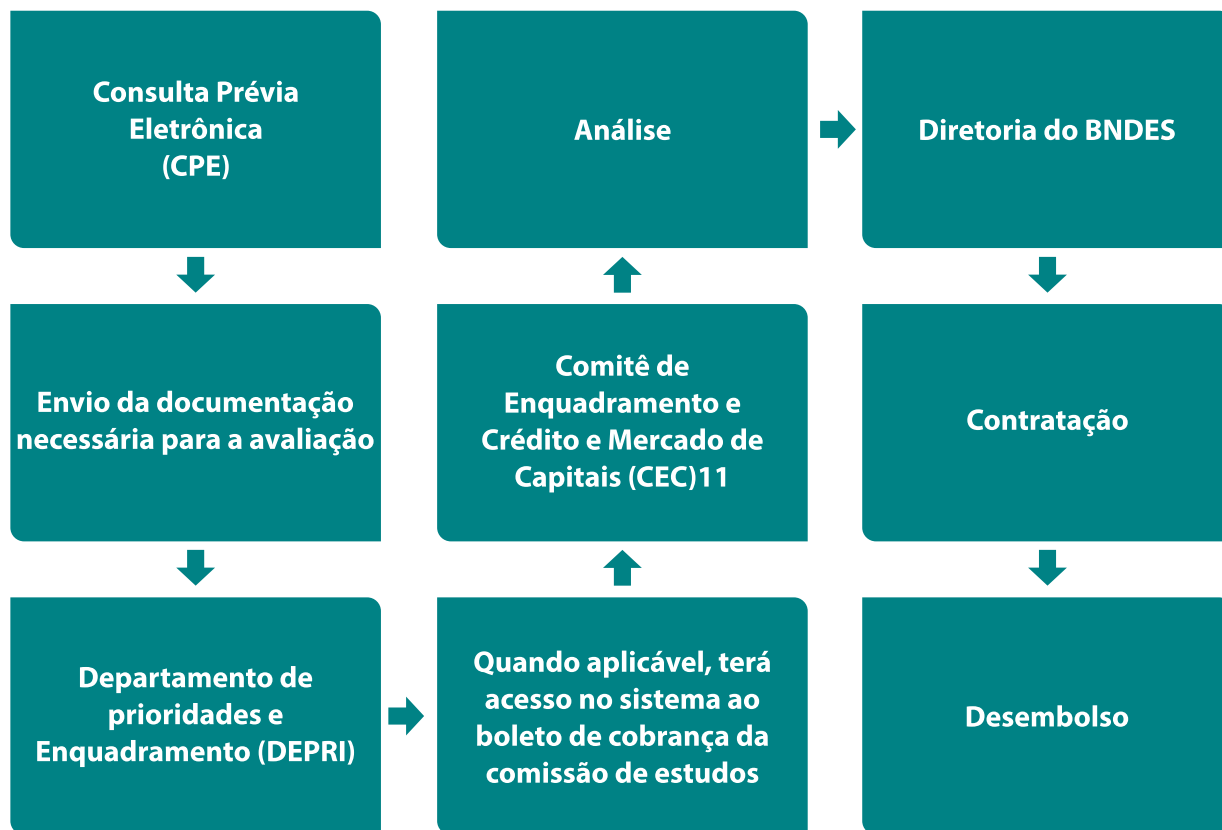 Consulta Prévia
Eletrônica
(CPE)
Envio da documentação
necessária para a avaliação
Departamento de
prioridades e
Enquadramento (DEPRI)
Quando aplicável, terá
acesso no sistema ao
boleto de cobrança da
comissão de estudos
Comitê de
Enquadramento e
Crédito e Mercado de
Capitais (CEC)11
Análise
Diretoria do BNDES
Contratação
Desembolso